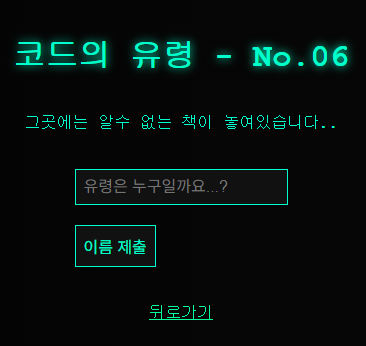 코드의 유령 - No.06
그곳에는 알수 없는 책이 놓여있습니다..
유령은 누구일까요...?
이름 제출
뒤로가기